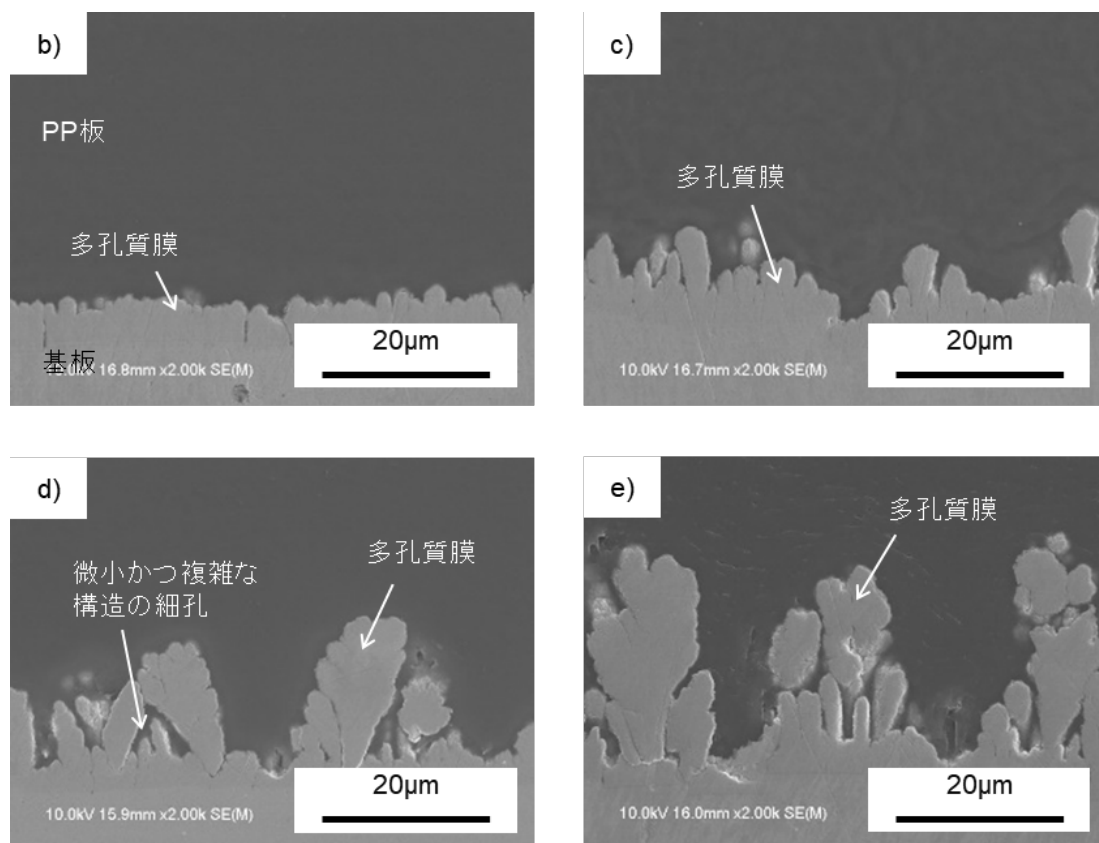 b)
PP板
多孔質膜
基板
20μm
16.8mm x2.00k SE(M)
c)
多孔質膜
20μm
10.0kV 16.7mm x2.00k SE(M)
d)
多孔質膜
微小かつ複雑な
構造の細孔
20μm
10.0kV 15.9mm x2.00k SE(M)
e)
多孔質膜
20μm
10.0kV 16.0mm x2.00k SE(M)